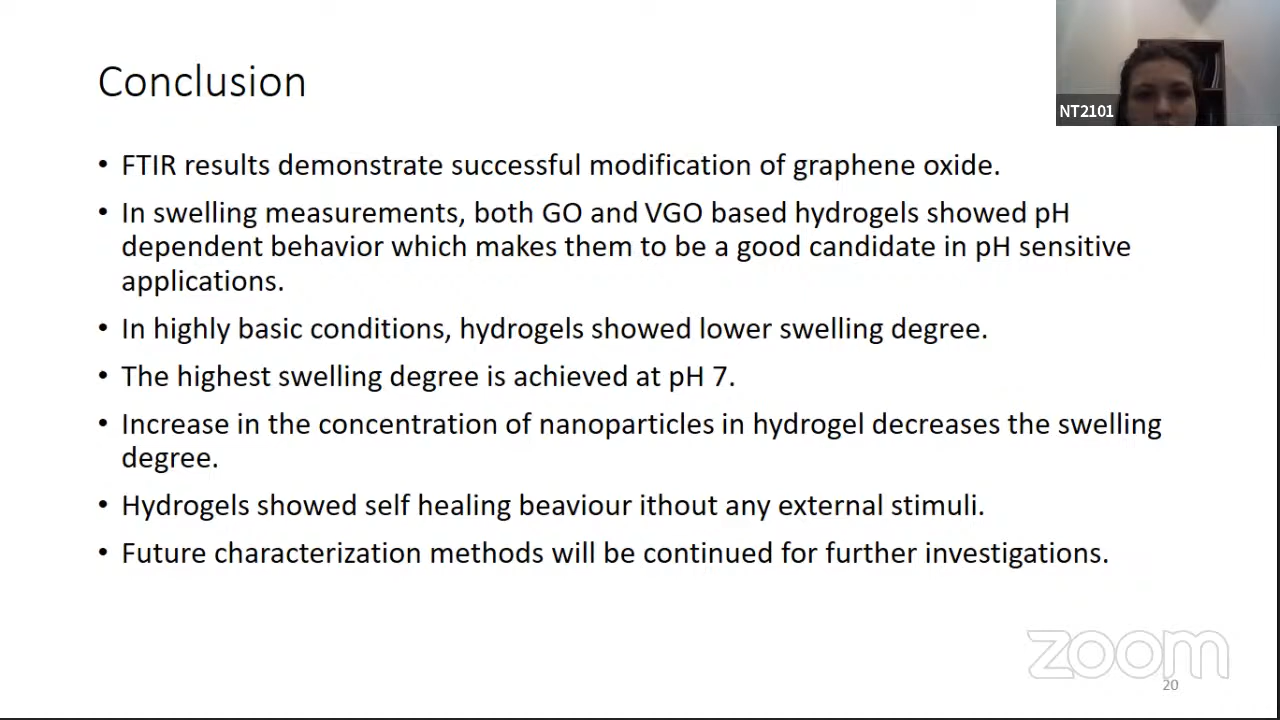 Conclusion
NT2101
• FTIR results demonstrate successful modification of graphene oxide.
• In swelling measurements, both GO and VGO based hydrogels showed pH
dependent behavior which makes them to be a good candidate in pH sensitive
applications.
• In highly basic conditions, hydrogels showed lower swelling degree.
• The highest swelling degree is achieved at pH 7.
• Increase in the concentration of nanoparticles in hydrogel decreases the swelling
degree.
• Hydrogels showed self healing beaviour ithout any external stimuli.
• Future characterization methods will be continued for further investigations.
zoom
20